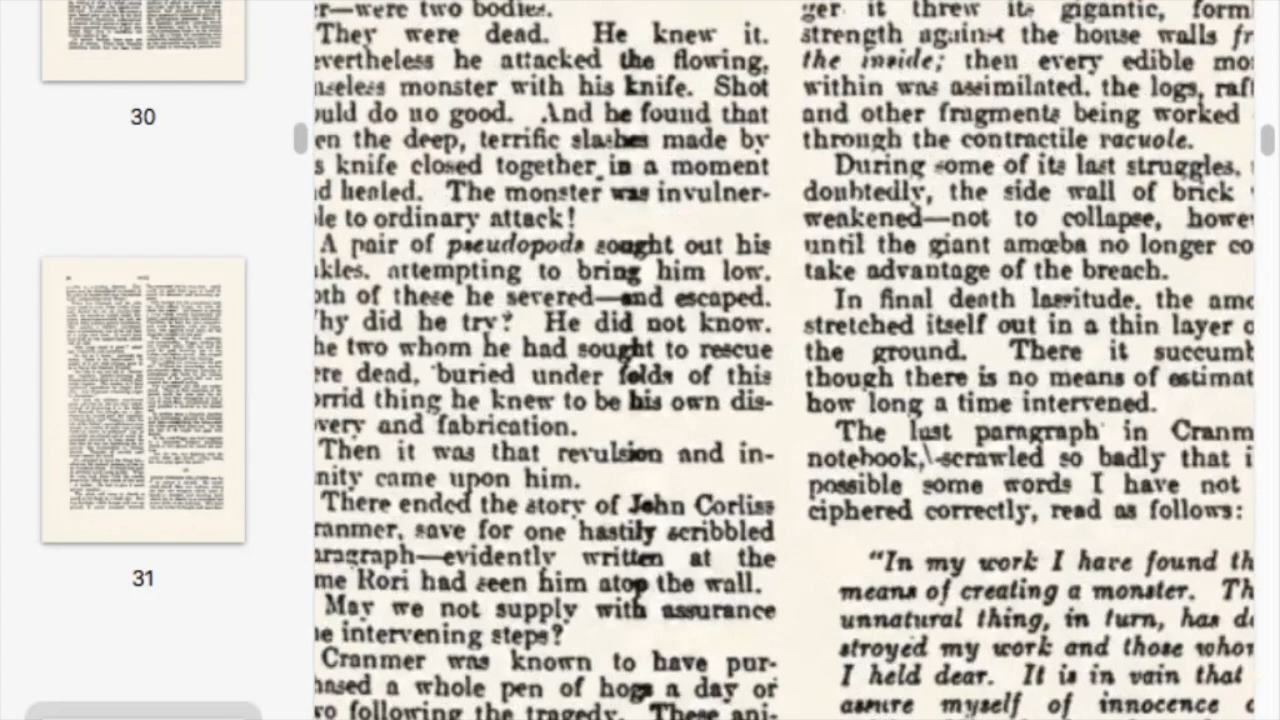 30
31
r—were two bodies.
They were dead. He knew it.
evertheless he attacked the flowing,
nseless monster with his knife. Shot
ould do no good. And he found that
en the deep, terrific slashes made by
s knife closed together in a moment
nd healed. The monster was invulner-
ble to ordinary attack!
A pair of pseudopods sought out his
nkles, attempting to bring him low.
oth of these he severed—and escaped.
Why did he try? He did not know.
he two whom he had sought to rescue
ere dead, buried under folds of this
orrid thing he knew to be his own dis-
very and fabrication.
Then it was that revulsion and in-
nity came upon him.
There ended the story of John Corliss
ranmer, save for one hastily scribbled
aragraph—evidently written at the
me Rori had seen him atop the wall.
May we not supply with assurance
he intervening steps?
Cranmer was known to have pur-
hased a whole pen of hogs a day or
wo following the tragedy. These ani-
ger it threw its gigantic, form
strength against the house walls fr
the inside; then every edible mo
within was assimilated, the logs, raft
and other fragments being worked
through the contractile vacuole.
During some of its last struggles,
doubtedly, the side wall of brick
weakened—not to collapse, howe
until the giant amœba no longer co
take advantage of the breach.
In final death lassitude, the amo
stretched itself out in a thin layer o
the ground. There it succumb
though there is no means of estimat
how long a time intervened.
The last paragraph in Cranm
notebook, scrawled so badly that i
possible some words I have not
ciphered correctly, read as follows:
"In my work I have found th
means of creating a monster. Th
unnatural thing, in turn, has de
stroyed my work and those whom
I held dear. It is in vain that
assure myself of innocence o